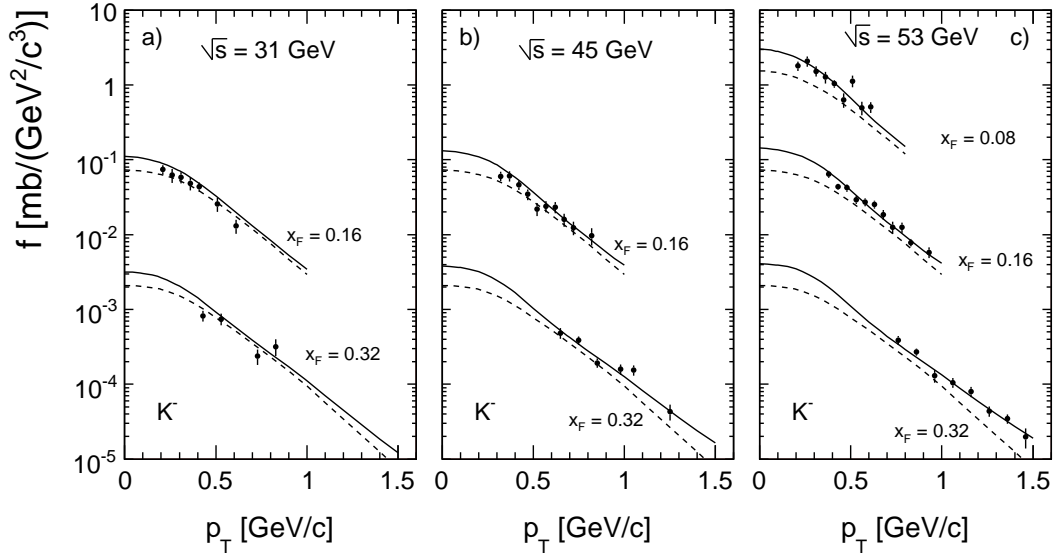 f [mb/(GeV²/c³)]
10
1
10⁻¹
10⁻²
10⁻³
10⁻⁴
10⁻⁵
a)
√s = 31 GeV
x_F = 0.16
x_F = 0.32
K⁻
0 0.5 1 1.5
p_T [GeV/c]
b)
√s = 45 GeV
x_F = 0.16
x_F = 0.32
K⁻
0 0.5 1 1.5
p_T [GeV/c]
√s = 53 GeV c)
x_F = 0.08
x_F = 0.16
x_F = 0.32
K⁻
0 0.5 1 1.5
p_T [GeV/c]